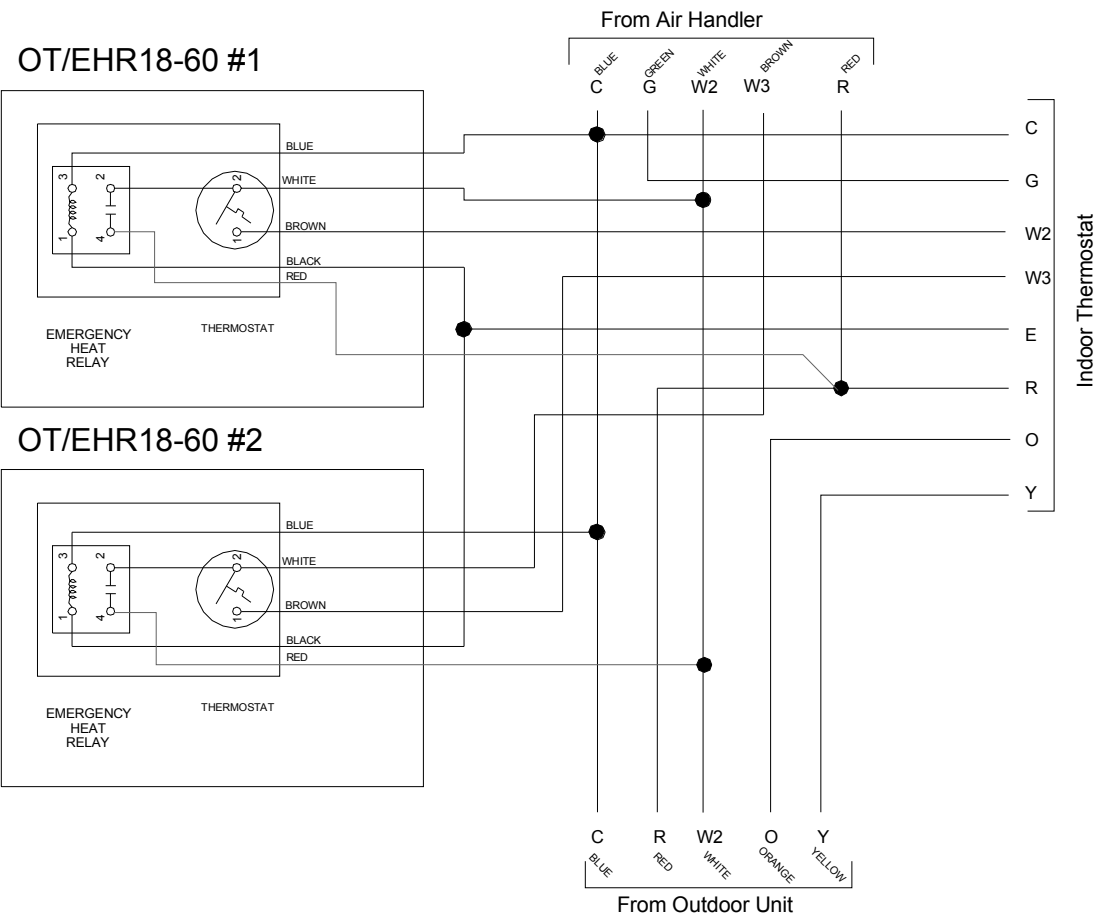 From Air Handler
BLUE GREEN WHITE BROWN RED
C G W2 W3 R
OT/EHR18-60 #1
BLUE
WHITE
BROWN
BLACK
RED
3 2 2
1 4 1
EMERGENCY
HEAT
RELAY
THERMOSTAT
C
G
W2
W3
E
R
O
Y
Indoor Thermostat
OT/EHR18-60 #2
BLUE
WHITE
BROWN
BLACK
RED
3 2 2
1 4 1
EMERGENCY
HEAT
RELAY
THERMOSTAT
C R W2 O Y
BLUE RED WHITE ORANGE YELLOW
From Outdoor Unit